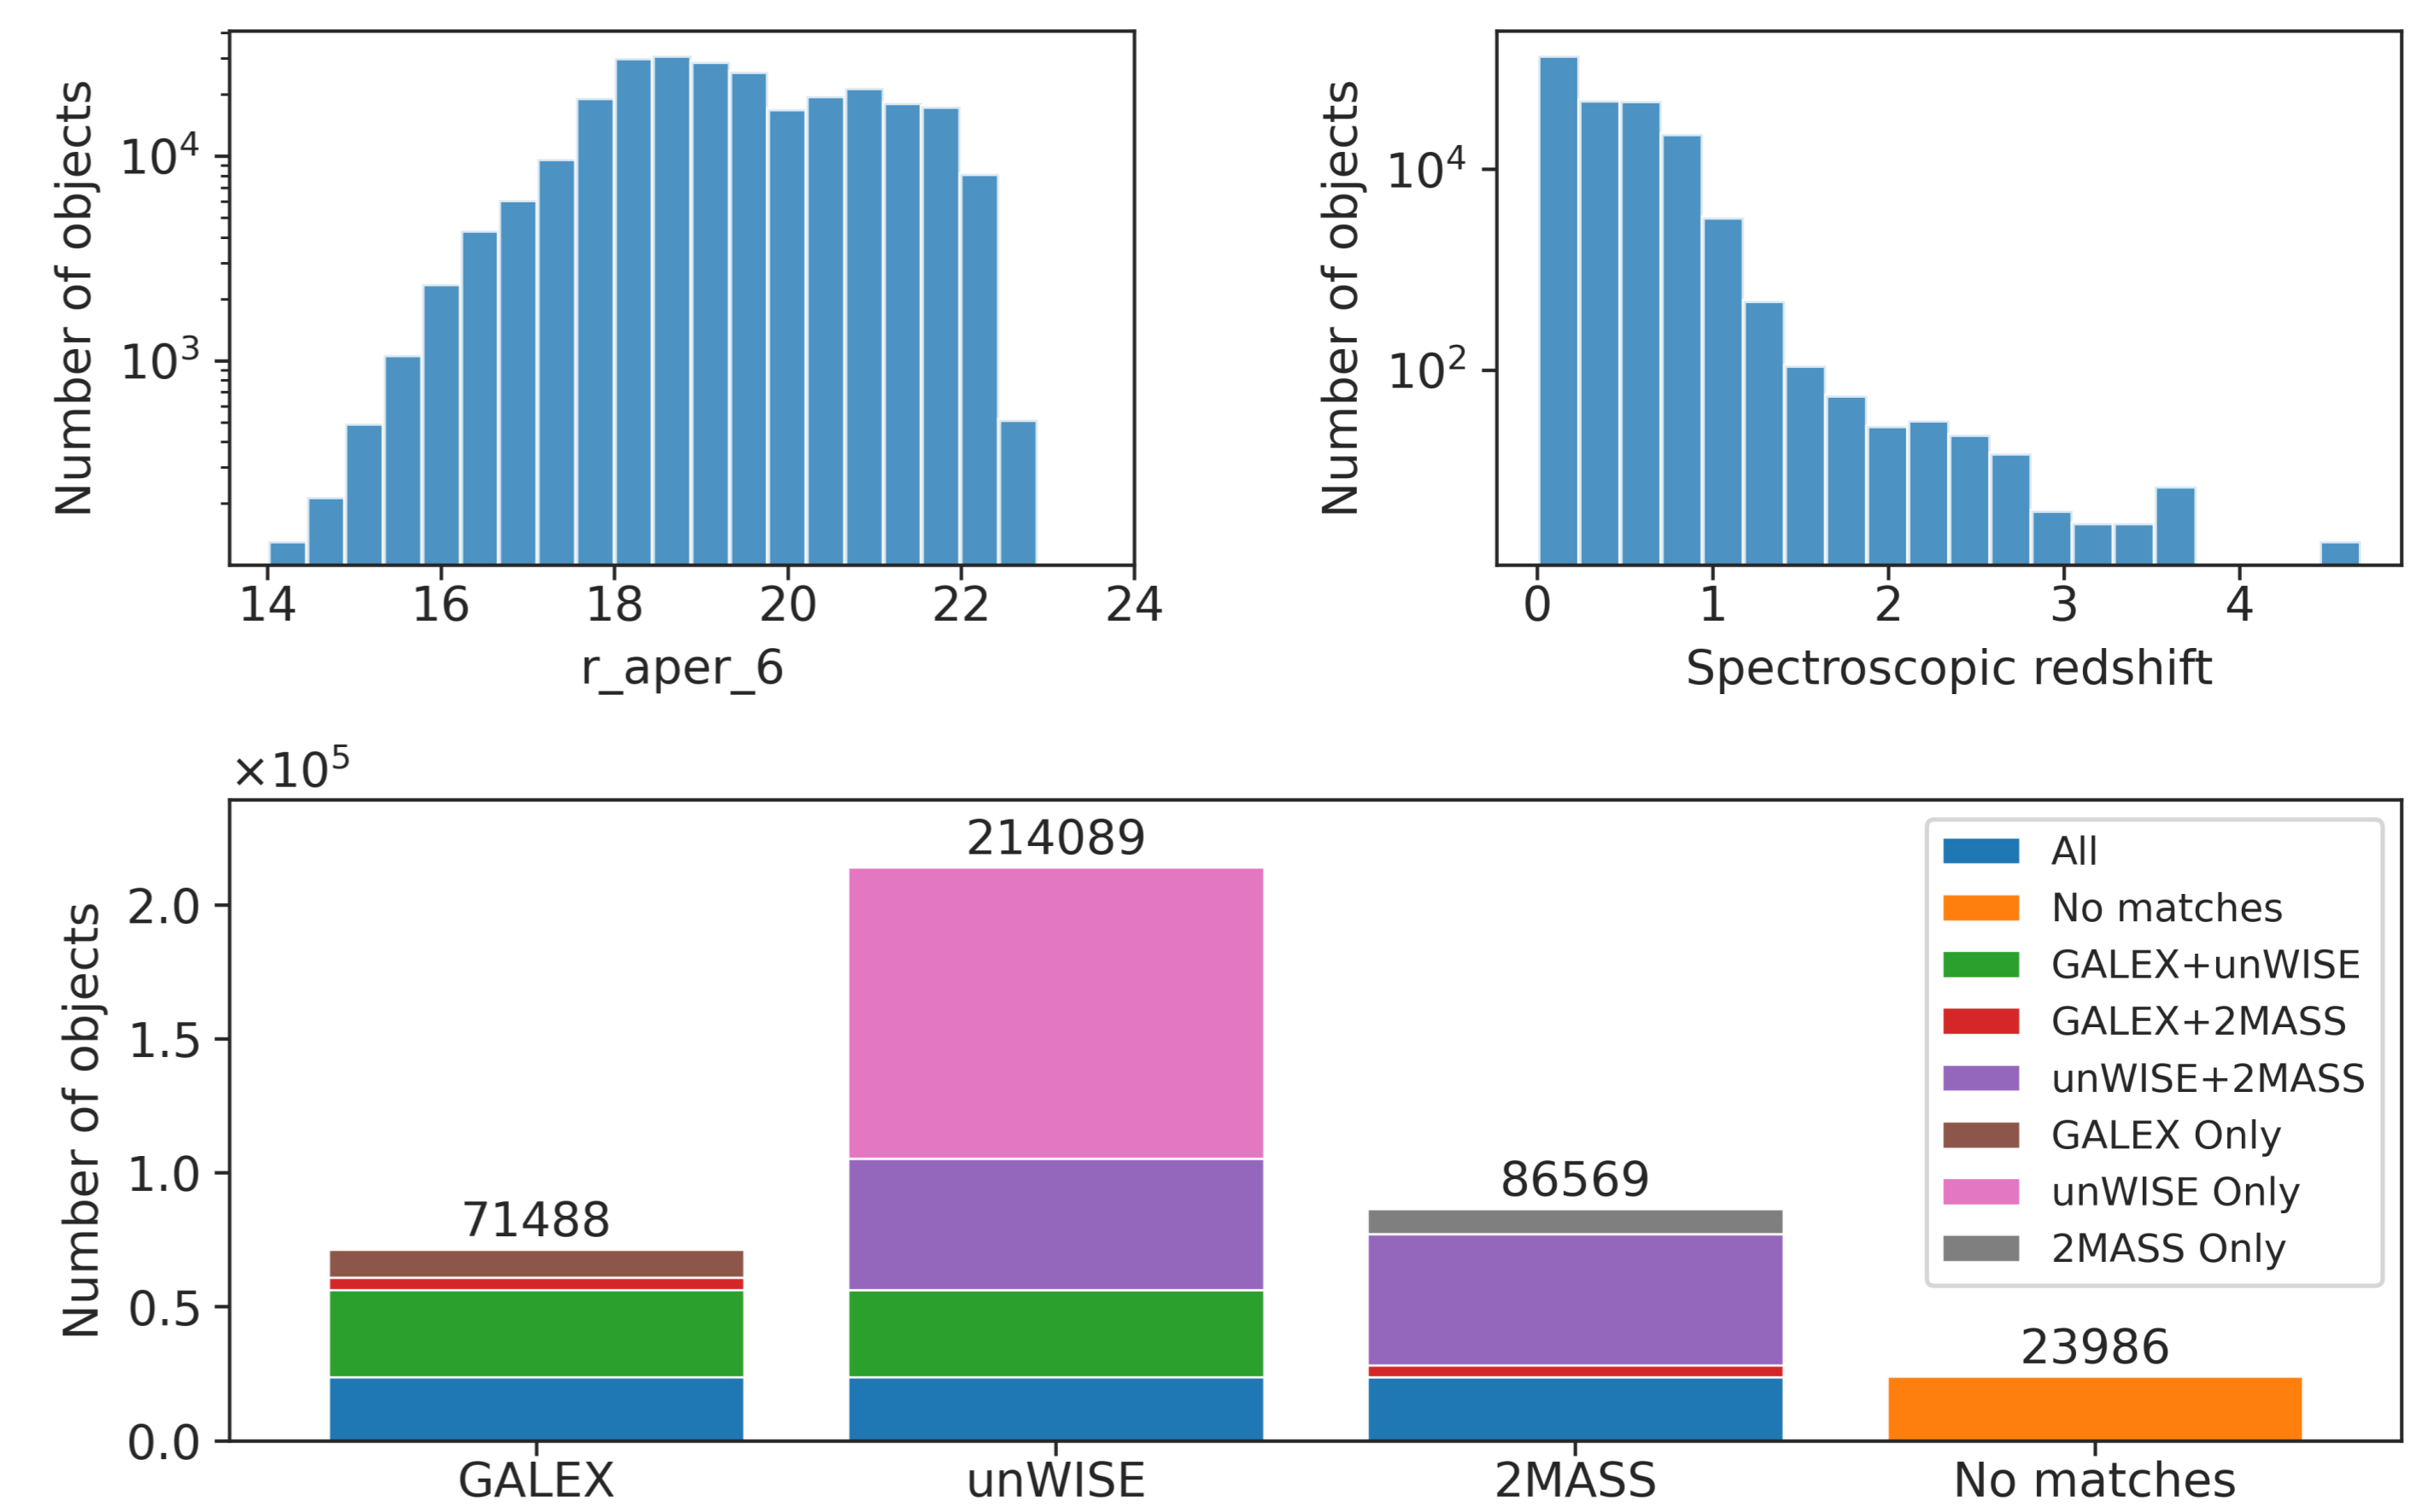 Number of objects
10⁴
10³
14 16 18 20 22 24
r_aper_6
Number of objects
10⁴
10²
0 1 2 3 4
Spectroscopic redshift
×10⁵
Number of objects
2.0
1.5
1.0
0.5
0.0
71488
214089
86569
23986
GALEX unWISE 2MASS No matches
All
No matches
GALEX+unWISE
GALEX+2MASS
unWISE+2MASS
GALEX Only
unWISE Only
2MASS Only